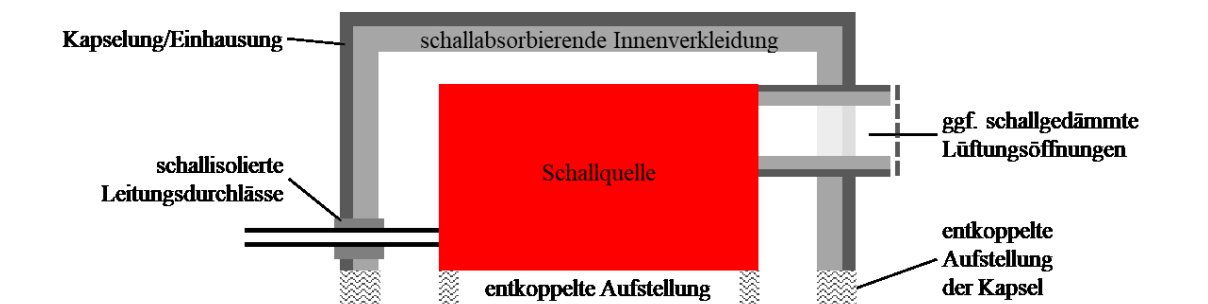 Kapselung/Einhausung
schallabsorbierende Innenverkleidung
ggf. schallgedämmte
Lüftungsöffnungen
schallisolierte
Leitungsdurchlässe
Schallquelle
entkoppelte
Aufstellung
der Kapsel
entkoppelte Aufstellung